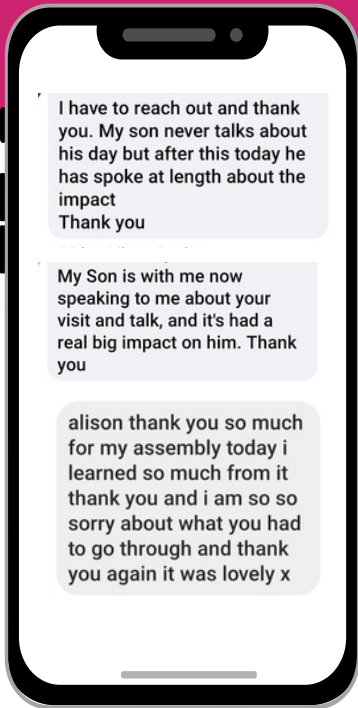 I have to reach out and thank
you. My son never talks about
his day but after this today he
has spoke at length about the
impact
Thank you
My Son is with me now
speaking to me about your
visit and talk, and it's had a
real big impact on him. Thank
you
alison thank you so much
for my assembly today i
learned so much from it
thank you and i am so so
sorry about what you had
to go through and thank
you again it was lovely x